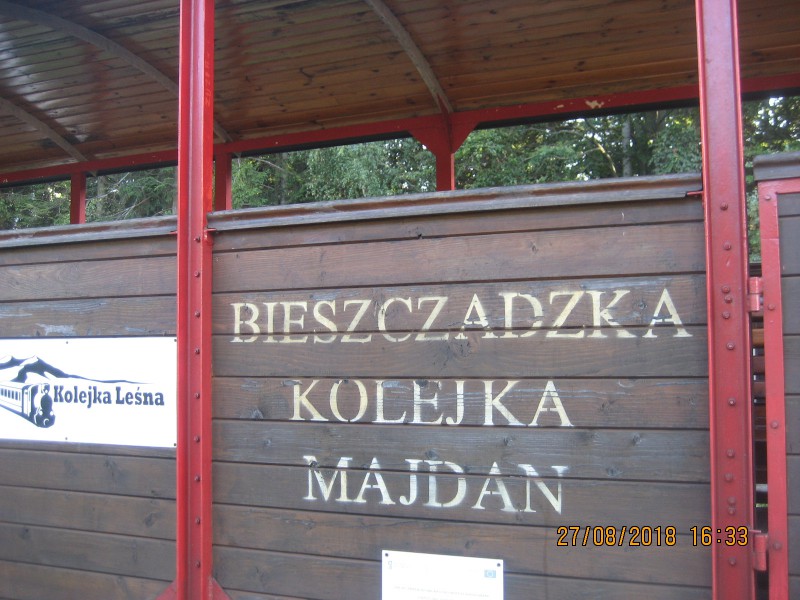 BIESZCZADZKA
KOLEJKA
MAJDAN
Kolejka Leśna
27/08/2018 16:33